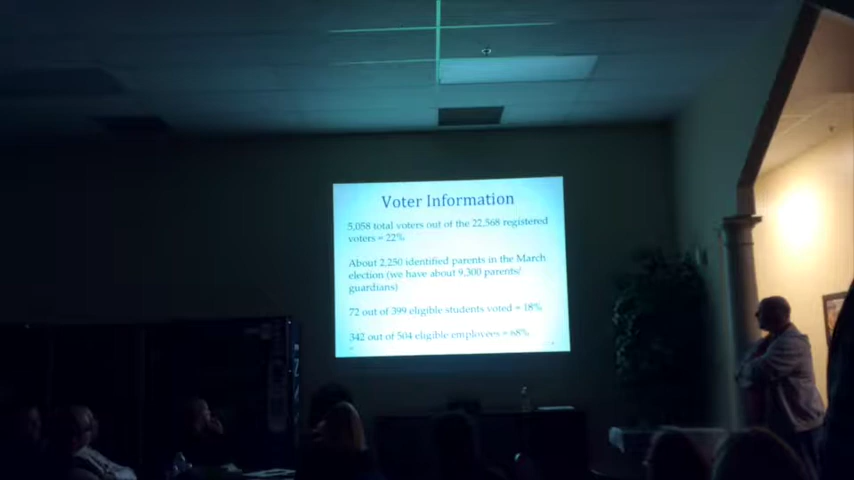 Voter Information
5,058 total voters out of the 22,568 registered
voters = 22%
About 2,250 identified parents in the March
election (we have about 9,300 parents/
guardians)
72 out of 399 eligible students voted = 18%
342 out of 504 eligible employees = 68%